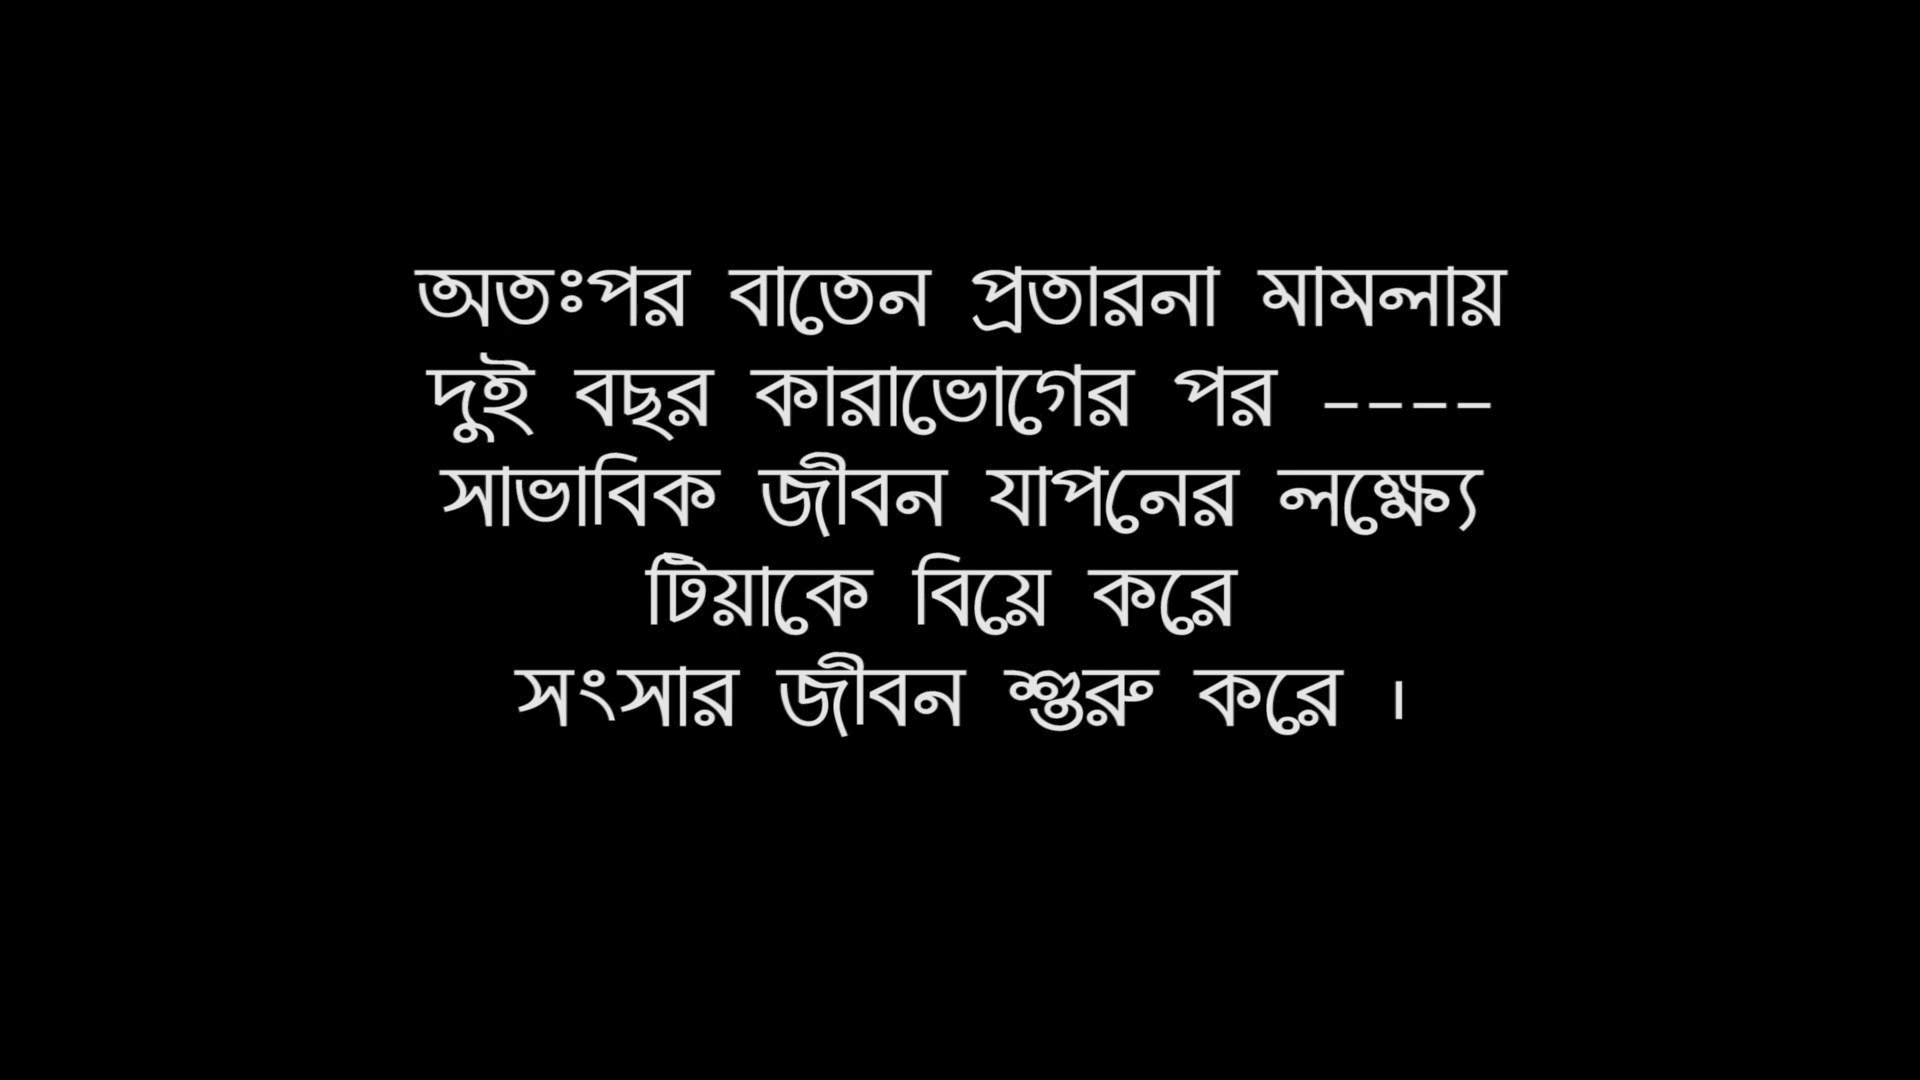 অতঃপর বাতেন প্রতারনা মামলায়
দুই বছর কারাভোগের পর ----
সাভাবিক জীবন যাপনের লক্ষ্যে
টিয়াকে বিয়ে করে
সংসার জীবন শুরু করে ।